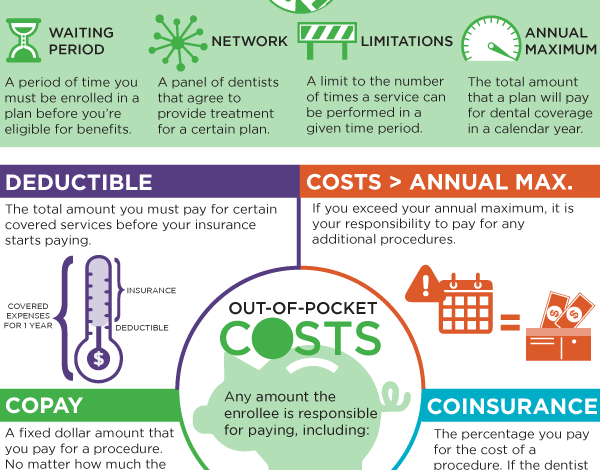 WAITING
PERIOD
A period of time you
must be enrolled in a
plan before you're
eligible for benefits.
NETWORK
A panel of dentists
that agree to
provide treatment
for a certain plan.
LIMITATIONS
A limit to the number
of times a service can
be performed in a
given time period.
ANNUAL
MAXIMUM
The total amount
that a plan will pay
for dental coverage
in a calendar year.
DEDUCTIBLE
The total amount you must pay for certain
covered services before your insurance
starts paying.
COVERED
EXPENSES
FOR 1 YEAR
INSURANCE
DEDUCTIBLE
$
COSTS > ANNUAL MAX.
If you exceed your annual maximum, it is
your responsibility to pay for any
additional procedures.
!
=
$ $
OUT-OF-POCKET
COSTS
Any amount the
enrollee is responsible
for paying, including:
COPAY
A fixed dollar amount that
you pay for a procedure.
No matter how much the
COINSURANCE
The percentage you pay
for the cost of a
procedure. If the dentist